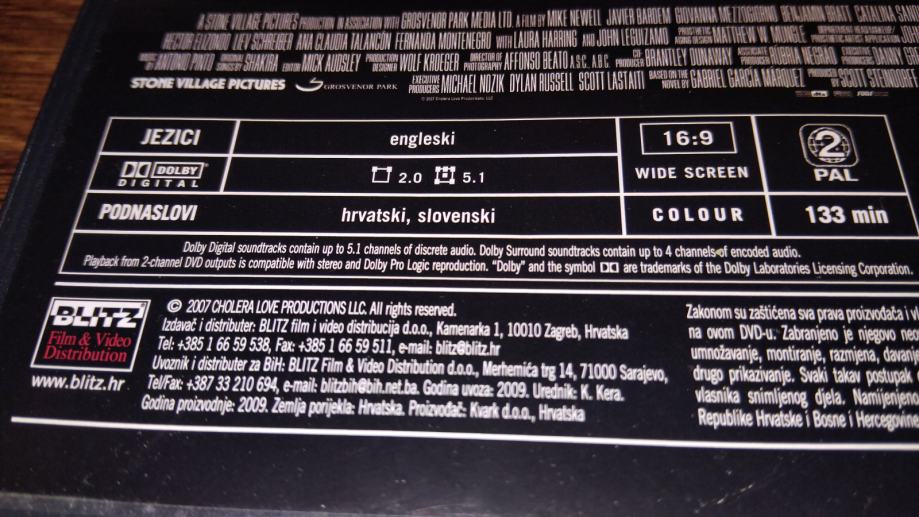 A STONE VILLAGE PICTURES PRODUCTION IN ASSOCIATION WITH GROSVENOR PARK MEDIA LTD A FILM BY MIKE NEWELL JAVIER BARDEM GIOVANNA MEZZOGIORNO BENJAMIN BRATT CATALINA
HECTOR ELIZONDO LIEV SCHREIBER ANA CLAUDIA TALANCÓN FERNANDA MONTENEGRO WITH LAURA HARRING AND JOHN LEGUIZAMO MATTHEW W. MUNGLE
ANTONIO PINTO SHAKIRA EDITOR MICK AUDSLEY PRODUCTION DESIGNER WOLF KROEGER DIRECTOR OF PHOTOGRAPHY AFFONSO BEATO A.S.C., A.B.C. CO-PRODUCER BRANTLEY DUNAWAY ASSOCIATE
STONE VILLAGE PICTURES GROSVENOR PARK EXECUTIVE PRODUCERS MICHAEL NOZIK DYLAN RUSSELL SCOTT LASTAITI BASED ON THE NOVEL BY GABRIEL GARCIA MÁRQUEZ PRODUCED BY SCOTT
© 2007 Cholera Love Productions, LLC
JEZICI engleski 16:9 2
DOLBY DIGITAL 2.0 5.1 WIDE SCREEN PAL
PODNASLOVI hrvatski, slovenski COLOUR 133 min
Dolby Digital soundtracks contain up to 5.1 channels of discrete audio. Dolby Surround soundtracks contain up to 4 channels of encoded audio.
Playback from 2-channel DVD outputs is compatible with stereo and Dolby Pro Logic reproduction. "Dolby" and the symbol are trademarks of the Dolby Laboratories Licensing Corporation.
BLITZ
Film & Video
Distribution
www.blitz.hr
© 2007 CHOLERA LOVE PRODUCTIONS LLC. All rights reserved.
Izdavač i distributer: BLITZ film i video distribucija d.o.o., Kamenarka 1, 10010 Zagreb, Hrvatska
Tel: +385 1 66 59 538, Fax: +385 1 66 59 511, e-mail: blitz@blitz.hr
Uvoznik i distributer za BiH: BLITZ Film & Video Distribution d.o.o., Merhemića trg 14, 71000 Sarajevo,
Tel/Fax: +387 33 210 694, e-mail: blitzbih@bih.net.ba. Godina uvoza: 2009. Urednik: K. Kera.
Godina proizvodnje: 2009. Zemlja porijekla: Hrvatska. Proizvođač: Kvark d.o.o., Hrvatska
Zakonom su zaštićena sva prava proizvođača i
na ovom DVD-u. Zabranjeno je njegovo
umnožavanje, montiranje, razmjena,
drugo prikazivanje. Svaki takav postupak
vlasnika snimljenog djela.
Republike Hrvatske i Bosne i